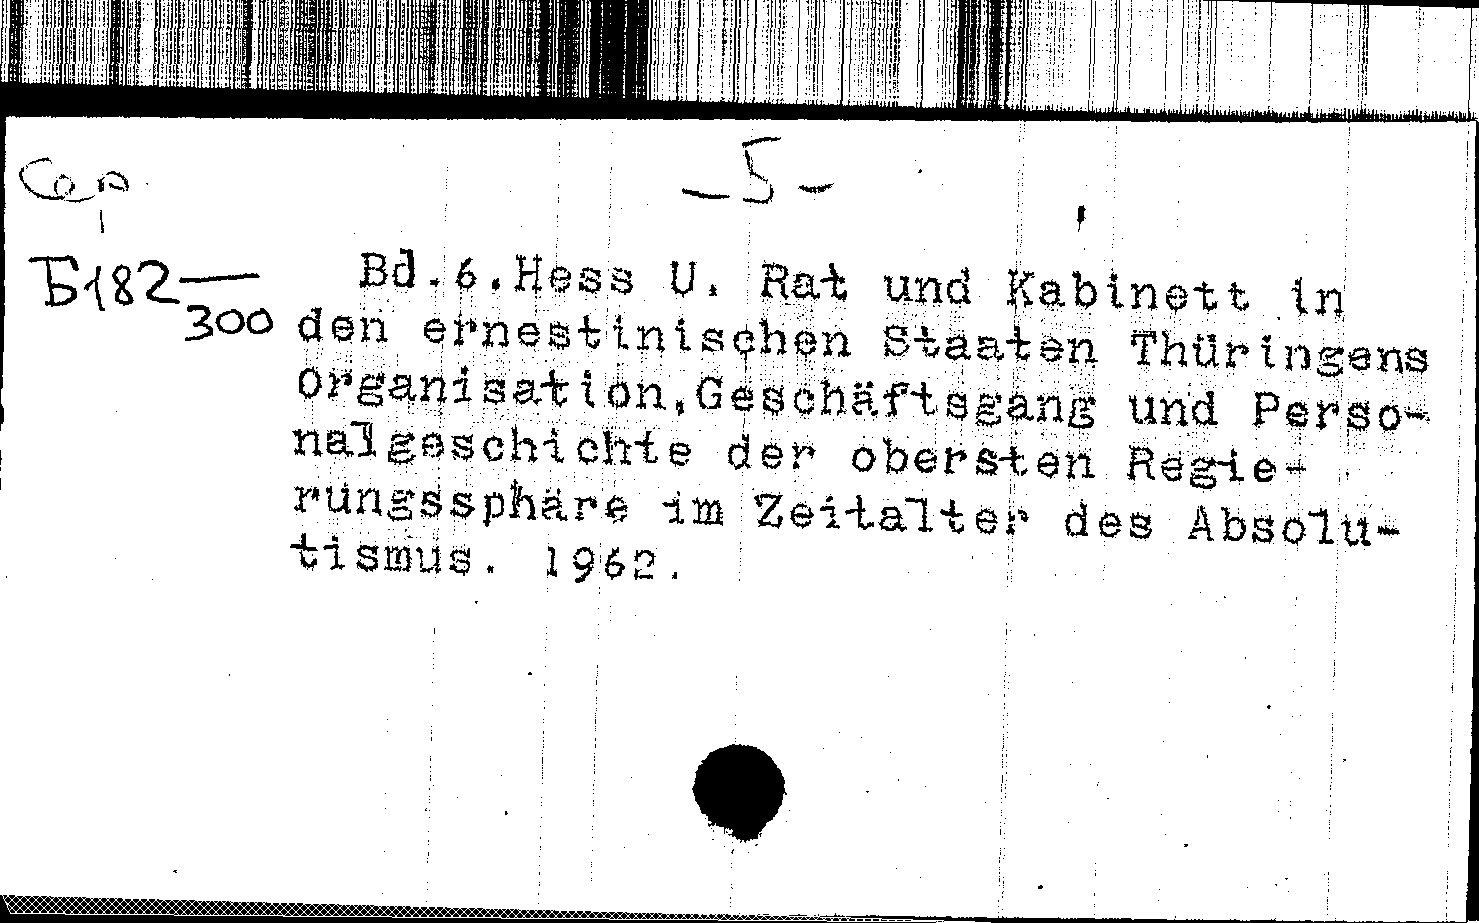 Сер
– 5 –
Б182—
300
Bd.6.Hess U. Rat und Kabinett in
den ernestinischen Staaten Thüringens
Organisation,Geschäftsgang und Perso-
nalgeschichte der obersten Regie-
rungssphäre im Zeitalter des Absolu-
tismus. 1962.